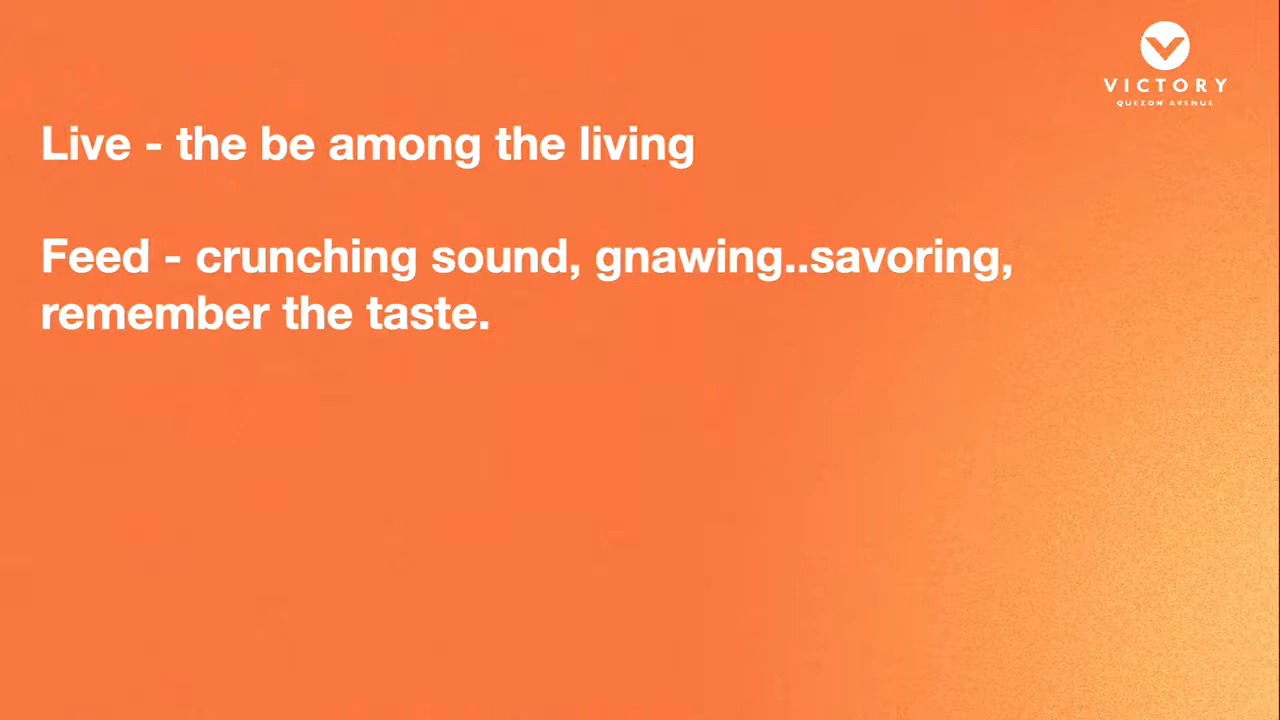 VICTORY
QUEZON AVENUE
Live - the be among the living
Feed - crunching sound, gnawing..savoring,
remember the taste.